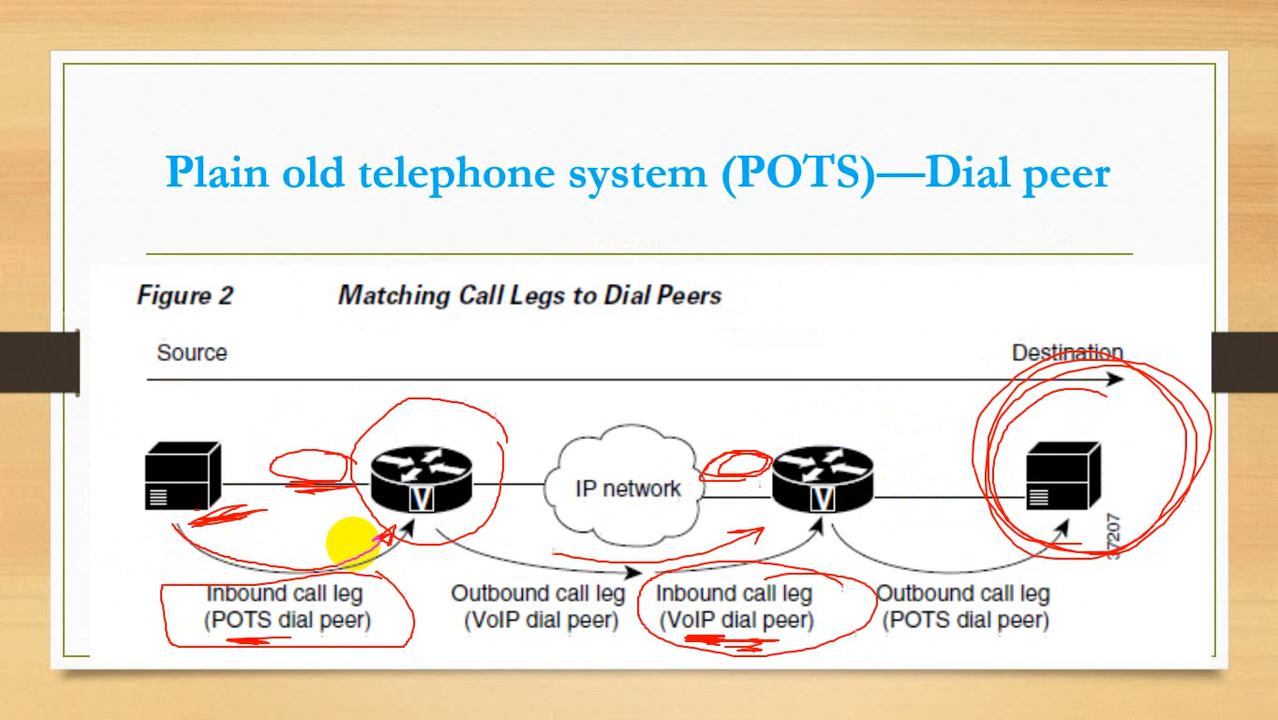 Plain old telephone system (POTS)—Dial peer
Figure 2 Matching Call Legs to Dial Peers
Source Destination
IP network
V V
Inbound call leg Outbound call leg Inbound call leg Outbound call leg
(POTS dial peer) (VoIP dial peer) (VoIP dial peer) (POTS dial peer)